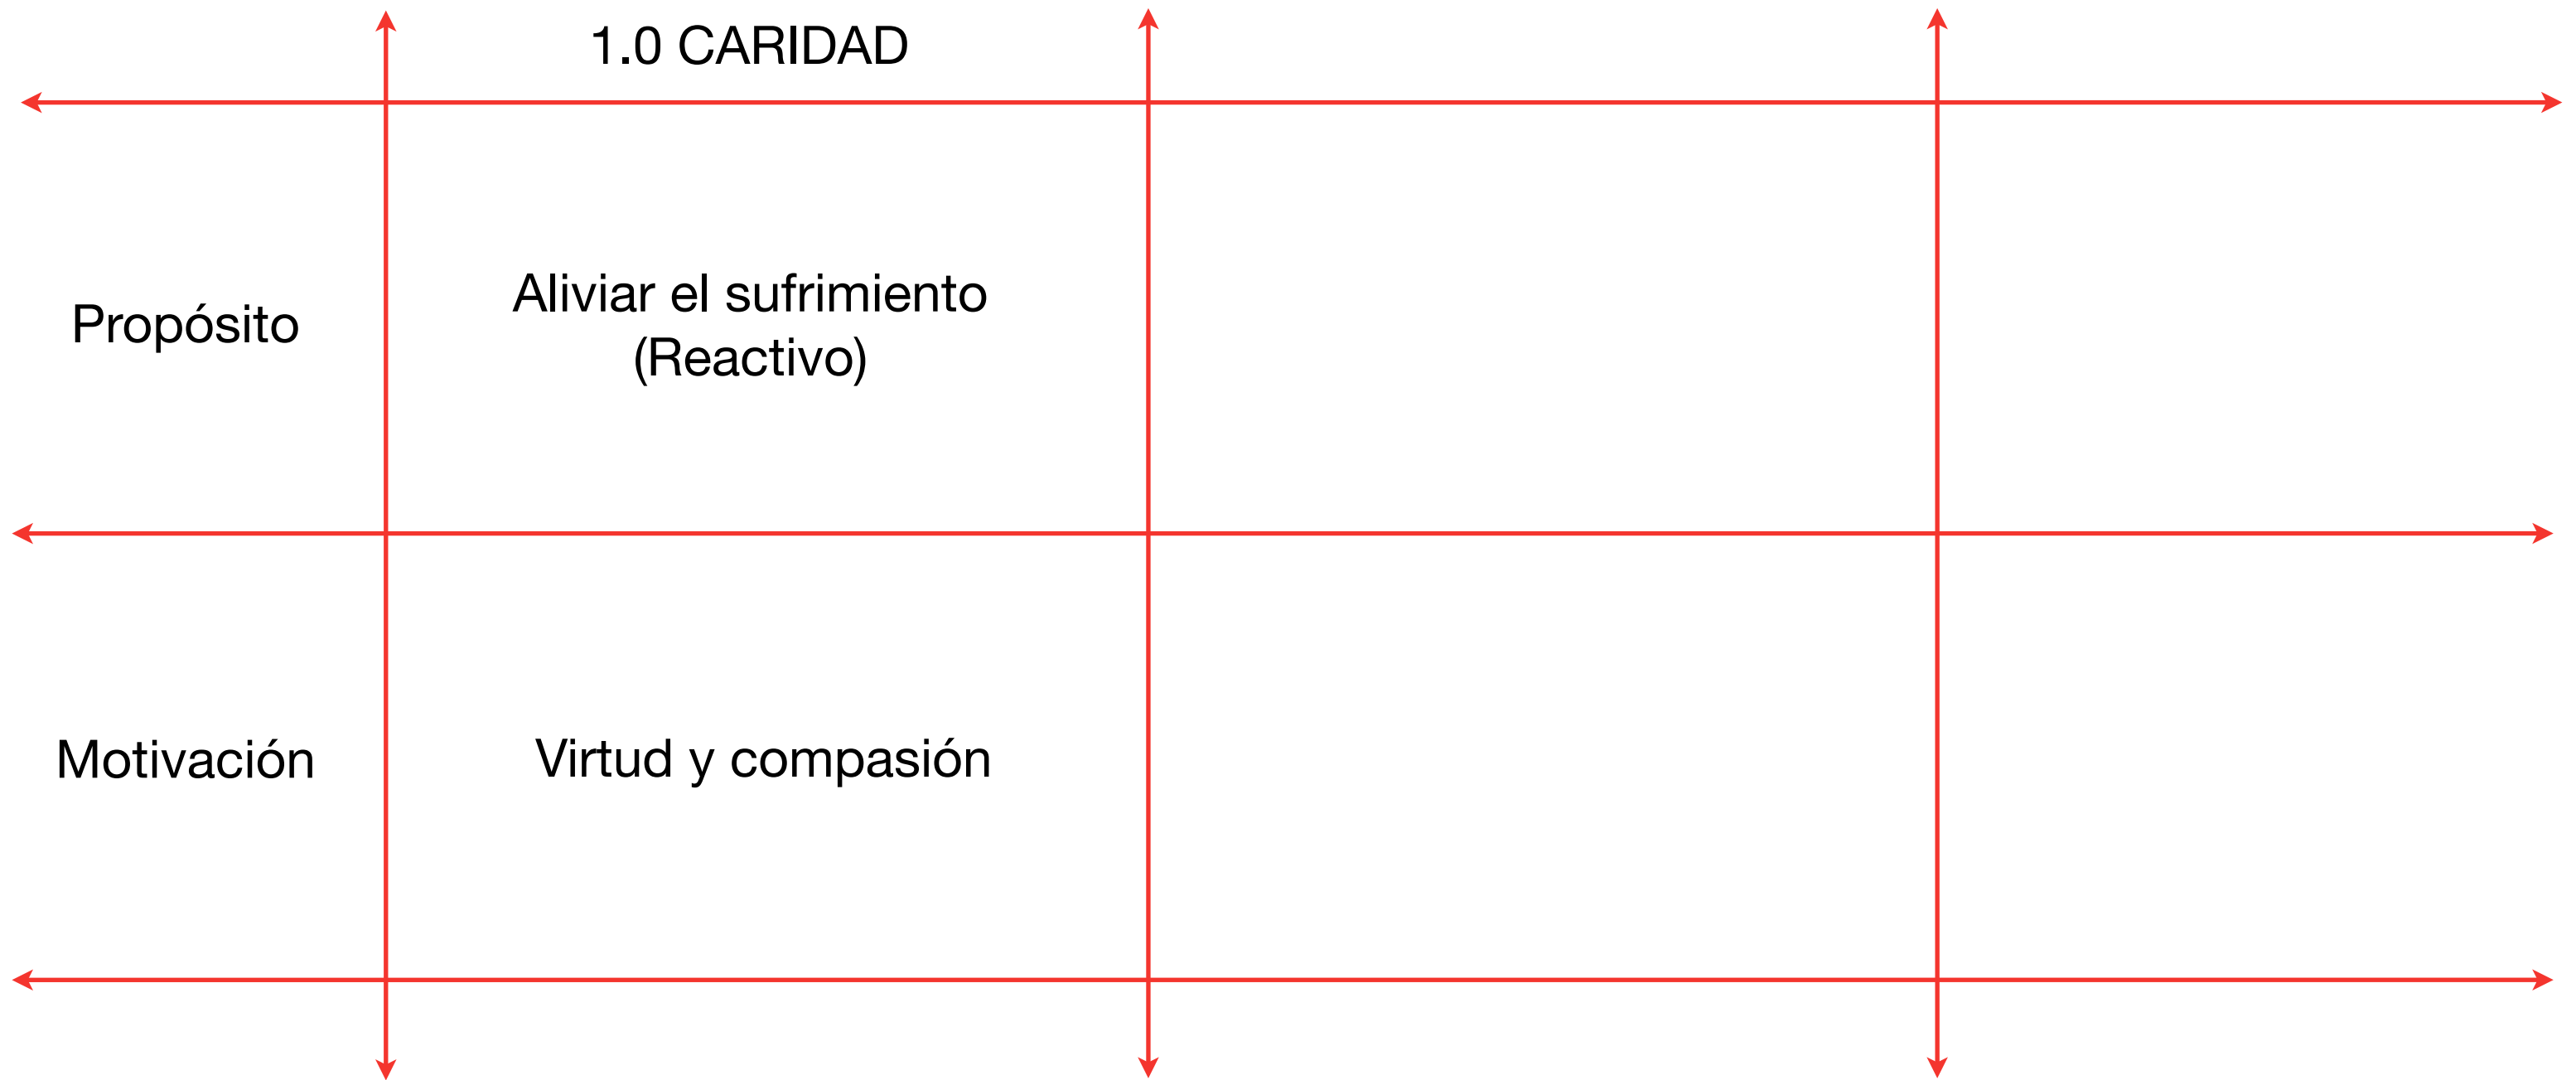 1.0 CARIDAD
Propósito
Aliviar el sufrimiento
(Reactivo)
Motivación
Virtud y compasión